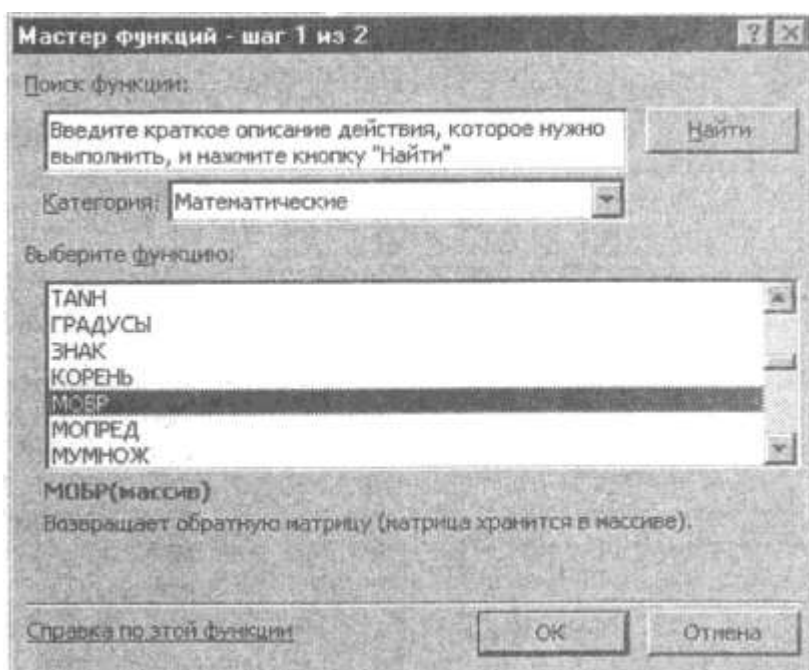 Мастер функций - шаг 1 из 2
Поиск функции:
Введите краткое описание действия, которое нужно
выполнить, и нажмите кнопку "Найти"
Найти
Категория: Математические
Выберите функцию:
TANH
ГРАДУСЫ
ЗНАК
КОРЕНЬ
МОБР
МОПРЕД
МУМНОЖ
МОБР(массив)
Возвращает обратную матрицу (матрица хранится в массиве).
Справка по этой функции
ОК
Отмена